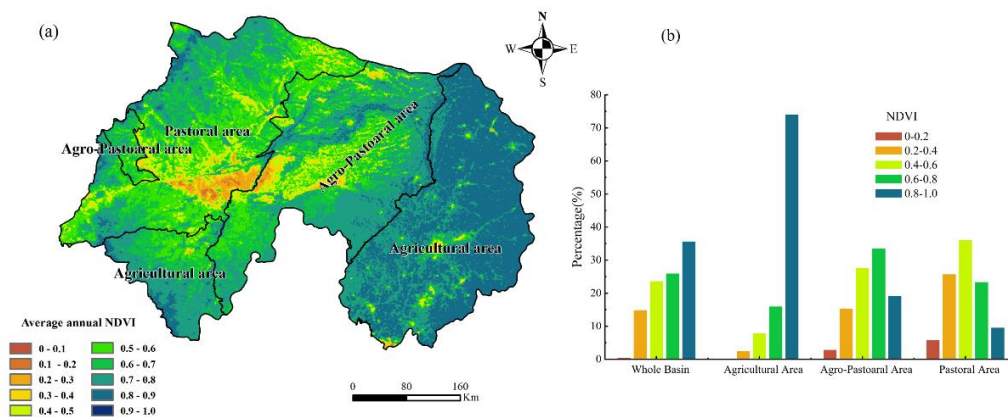 (a)
N
W E
S
Pastoral area
Agro-Pastoaral area
Agro-Pastoaral area
Agricultural area
Agricultural area
Average annual NDVI
0 - 0.1
0.1 - 0.2
0.2 - 0.3
0.3 - 0.4
0.4 - 0.5
0.5 - 0.6
0.6 - 0.7
0.7 - 0.8
0.8 - 0.9
0.9 - 1.0
0 80 160
Km
(b)
Percentage(%)
80
70
60
50
40
30
20
10
0
NDVI
0-0.2
0.2-0.4
0.4-0.6
0.6-0.8
0.8-1.0
Whole Basin Agricultural Area Agro-Pastoaral Area Pastoral Area